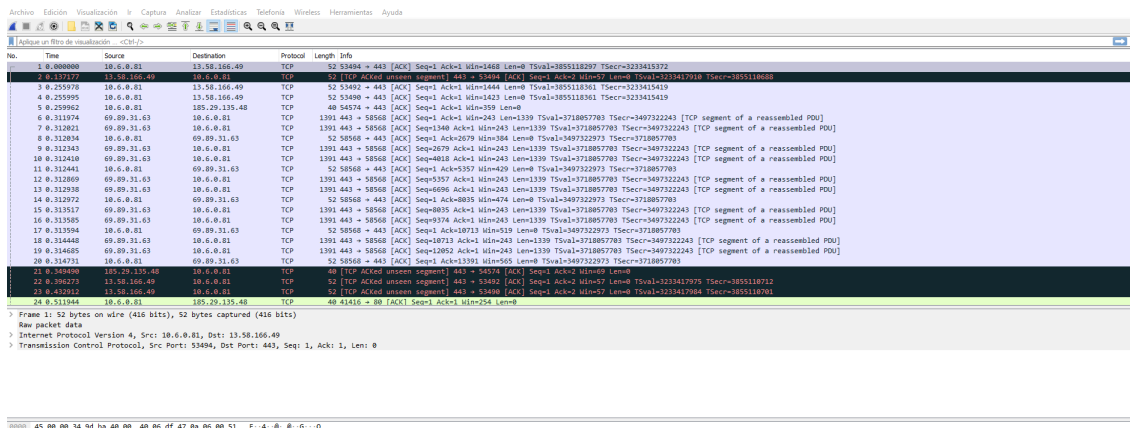 Archivo Edición Visualización Ir Captura Analizar Estadísticas Telefonía Wireless Herramientas Ayuda
Aplique un filtro de visualización ... <Ctrl-/>
No. Time Source Destination Protocol Length Info
1 0.000000 10.6.0.81 13.58.166.49 TCP 52 53494 → 443 [ACK] Seq=1 Ack=1 Win=1468 Len=0 TSval=3855118297 TSecr=3233415372
2 0.137177 13.58.166.49 10.6.0.81 TCP 52 [TCP ACKed unseen segment] 443 → 53494 [ACK] Seq=1 Ack=2 Win=57 Len=0 TSval=3233417910 TSecr=3855110688
3 0.255978 10.6.0.81 13.58.166.49 TCP 52 53492 → 443 [ACK] Seq=1 Ack=1 Win=1444 Len=0 TSval=3855118361 TSecr=3233415419
4 0.255995 10.6.0.81 13.58.166.49 TCP 52 53490 → 443 [ACK] Seq=1 Ack=1 Win=1423 Len=0 TSval=3855118361 TSecr=3233415419
5 0.259962 10.6.0.81 185.29.135.48 TCP 40 54574 → 443 [ACK] Seq=1 Ack=1 Win=359 Len=0
6 0.311974 69.89.31.63 10.6.0.81 TCP 1391 443 → 58568 [ACK] Seq=1 Ack=1 Win=243 Len=1339 TSval=3718057703 TSecr=3497322243 [TCP segment of a reassembled PDU]
7 0.312021 69.89.31.63 10.6.0.81 TCP 1391 443 → 58568 [ACK] Seq=1340 Ack=1 Win=243 Len=1339 TSval=3718057703 TSecr=3497322243 [TCP segment of a reassembled PDU]
8 0.312034 10.6.0.81 69.89.31.63 TCP 52 58568 → 443 [ACK] Seq=1 Ack=2679 Win=384 Len=0 TSval=3497322973 TSecr=3718057703
9 0.312343 69.89.31.63 10.6.0.81 TCP 1391 443 → 58568 [ACK] Seq=2679 Ack=1 Win=243 Len=1339 TSval=3718057703 TSecr=3497322243 [TCP segment of a reassembled PDU]
10 0.312410 69.89.31.63 10.6.0.81 TCP 1391 443 → 58568 [ACK] Seq=4018 Ack=1 Win=243 Len=1339 TSval=3718057703 TSecr=3497322243 [TCP segment of a reassembled PDU]
11 0.312441 10.6.0.81 69.89.31.63 TCP 52 58568 → 443 [ACK] Seq=1 Ack=5357 Win=429 Len=0 TSval=3497322973 TSecr=3718057703
12 0.312869 69.89.31.63 10.6.0.81 TCP 1391 443 → 58568 [ACK] Seq=5357 Ack=1 Win=243 Len=1339 TSval=3718057703 TSecr=3497322243 [TCP segment of a reassembled PDU]
13 0.312938 69.89.31.63 10.6.0.81 TCP 1391 443 → 58568 [ACK] Seq=6696 Ack=1 Win=243 Len=1339 TSval=3718057703 TSecr=3497322243 [TCP segment of a reassembled PDU]
14 0.312972 10.6.0.81 69.89.31.63 TCP 52 58568 → 443 [ACK] Seq=1 Ack=8035 Win=474 Len=0 TSval=3497322973 TSecr=3718057703
15 0.313517 69.89.31.63 10.6.0.81 TCP 1391 443 → 58568 [ACK] Seq=8035 Ack=1 Win=243 Len=1339 TSval=3718057703 TSecr=3497322243 [TCP segment of a reassembled PDU]
16 0.313585 69.89.31.63 10.6.0.81 TCP 1391 443 → 58568 [ACK] Seq=9374 Ack=1 Win=243 Len=1339 TSval=3718057703 TSecr=3497322243 [TCP segment of a reassembled PDU]
17 0.313594 10.6.0.81 69.89.31.63 TCP 52 58568 → 443 [ACK] Seq=1 Ack=10713 Win=519 Len=0 TSval=3497322973 TSecr=3718057703
18 0.314448 69.89.31.63 10.6.0.81 TCP 1391 443 → 58568 [ACK] Seq=10713 Ack=1 Win=243 Len=1339 TSval=3718057703 TSecr=3497322243 [TCP segment of a reassembled PDU]
19 0.314685 69.89.31.63 10.6.0.81 TCP 1391 443 → 58568 [ACK] Seq=12052 Ack=1 Win=243 Len=1339 TSval=3718057703 TSecr=3497322243 [TCP segment of a reassembled PDU]
20 0.314731 10.6.0.81 69.89.31.63 TCP 52 58568 → 443 [ACK] Seq=1 Ack=13391 Win=565 Len=0 TSval=3497322973 TSecr=3718057703
21 0.349490 185.29.135.48 10.6.0.81 TCP 40 [TCP ACKed unseen segment] 443 → 54574 [ACK] Seq=1 Ack=2 Win=69 Len=0
22 0.396273 13.58.166.49 10.6.0.81 TCP 52 [TCP ACKed unseen segment] 443 → 53492 [ACK] Seq=1 Ack=2 Win=57 Len=0 TSval=3233417975 TSecr=3855110712
23 0.432912 13.58.166.49 10.6.0.81 TCP 52 [TCP ACKed unseen segment] 443 → 53490 [ACK] Seq=1 Ack=2 Win=57 Len=0 TSval=3233417984 TSecr=3855110701
24 0.511944 10.6.0.81 185.29.135.48 TCP 40 41416 → 80 [ACK] Seq=1 Ack=1 Win=254 Len=0
> Frame 1: 52 bytes on wire (416 bits), 52 bytes captured (416 bits)
Raw packet data
> Internet Protocol Version 4, Src: 10.6.0.81, Dst: 13.58.166.49
> Transmission Control Protocol, Src Port: 53494, Dst Port: 443, Seq: 1, Ack: 1, Len: 0